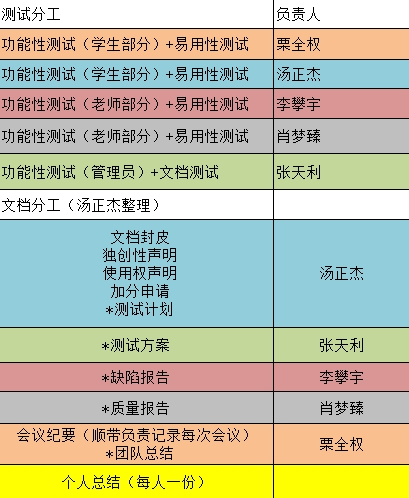 测试分工 负责人
功能性测试（学生部分）+易用性测试 栗全权
功能性测试（学生部分）+易用性测试 汤正杰
功能性测试（老师部分）+易用性测试 李攀宇
功能性测试（老师部分）+易用性测试 肖梦臻
功能性测试（管理员）+文档测试 张天利
文档分工（汤正杰整理）
文档封皮
独创性声明
使用权声明
加分申请
*测试计划
汤正杰
*测试方案 张天利
*缺陷报告 李攀宇
*质量报告 肖梦臻
会议纪要（顺带负责记录每次会议）
*团队总结
栗全权
个人总结（每人一份）